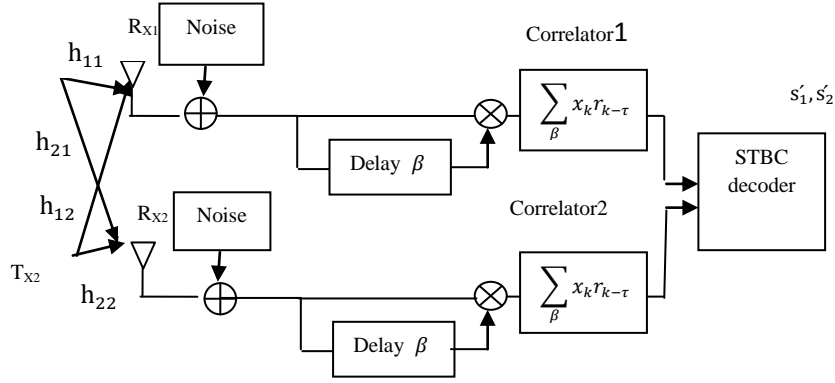 R_X1
Noise
Correlator1
h_11
∑_β x_k r_{k−τ}
s′_1, s′_2
h_21
Delay β
STBC
decoder
h_12
R_X2
Noise
Correlator2
T_X2
h_22
∑_β x_k r_{k−τ}
Delay β